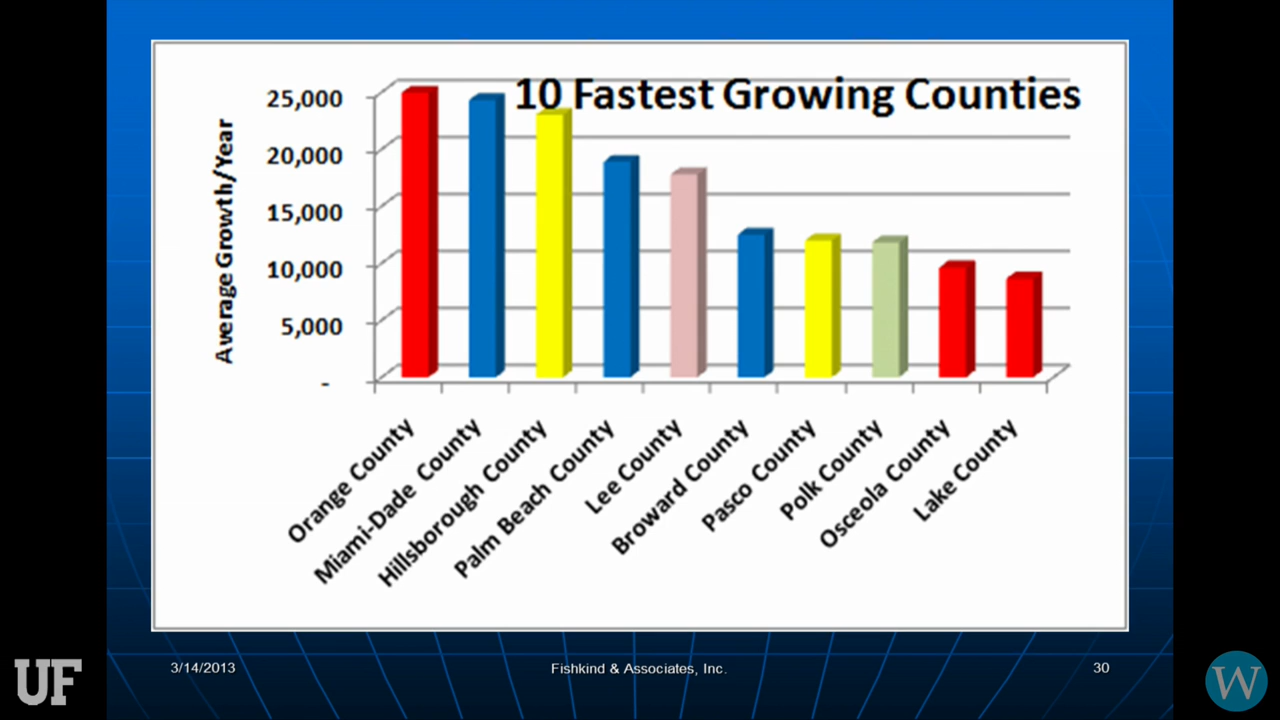 10 Fastest Growing Counties
Average Growth/Year
25,000
20,000
15,000
10,000
5,000
-
Orange County
Miami-Dade County
Hillsborough County
Palm Beach County
Lee County
Broward County
Pasco County
Polk County
Osceola County
Lake County
UF
3/14/2013
Fishkind & Associates, Inc.
30
W